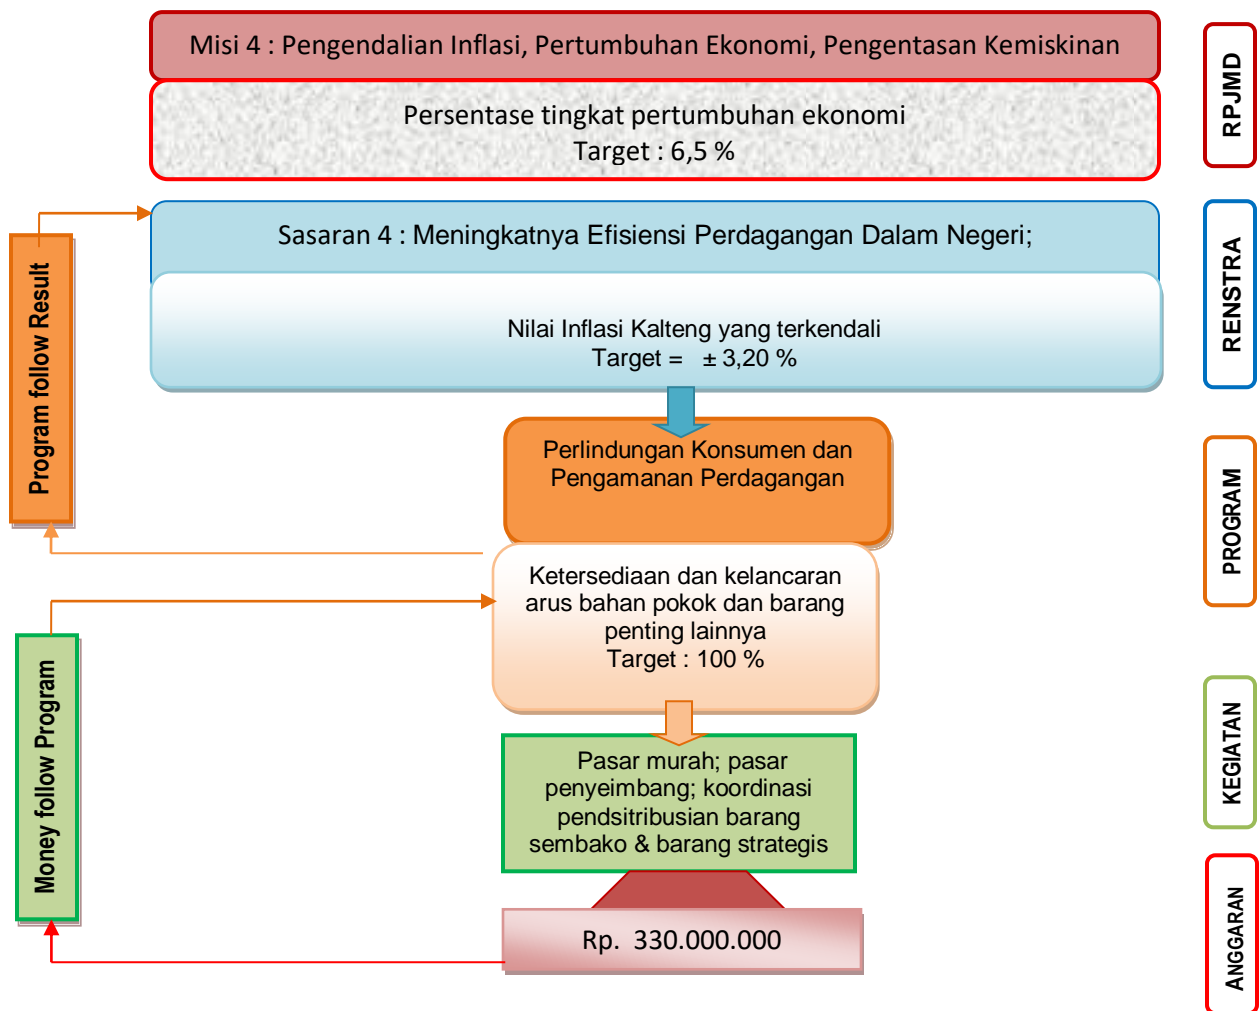 Misi 4 : Pengendalian Inflasi, Pertumbuhan Ekonomi, Pengentasan Kemiskinan
Persentase tingkat pertumbuhan ekonomi
Target : 6,5 %
RPJMD
Sasaran 4 : Meningkatnya Efisiensi Perdagangan Dalam Negeri;
Nilai Inflasi Kalteng yang terkendali
Target = ± 3,20 %
RENSTRA
Program follow Result
Perlindungan Konsumen dan
Pengamanan Perdagangan
PROGRAM
Ketersediaan dan kelancaran
arus bahan pokok dan barang
penting lainnya
Target : 100 %
Money follow Program
Pasar murah; pasar
penyeimbang; koordinasi
pendsitribusian barang
sembako & barang strategis
KEGIATAN
Rp. 330.000.000
ANGGARAN